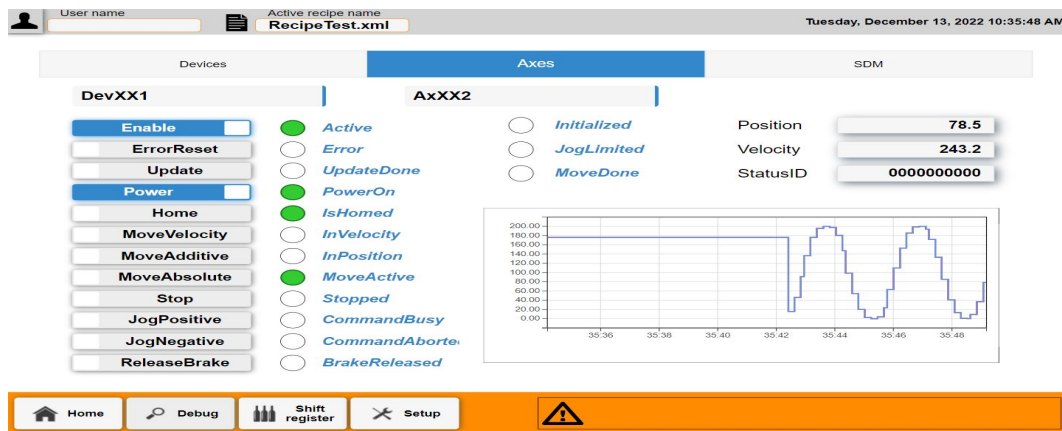 User name
Active recipe name
RecipeTest.xml
Tuesday, December 13, 2022 10:35:48 AM
Devices
Axes
SDM
DevXX1
AxXX2
Enable
Active
Initialized
Position
78.5
ErrorReset
Error
JogLimited
Velocity
243.2
Update
UpdateDone
MoveDone
StatusID
0000000000
Power
PowerOn
Home
IsHomed
MoveVelocity
InVelocity
MoveAdditive
InPosition
MoveAbsolute
MoveActive
Stop
Stopped
JogPositive
CommandBusy
JogNegative
CommandAborte
ReleaseBrake
BrakeReleased
200.00
180.00
160.00
140.00
120.00
100.00
80.00
60.00
40.00
20.00
0.00
35:36
35:38
35:40
35:42
35:44
35:46
35:48
Home
Debug
Shift
register
Setup